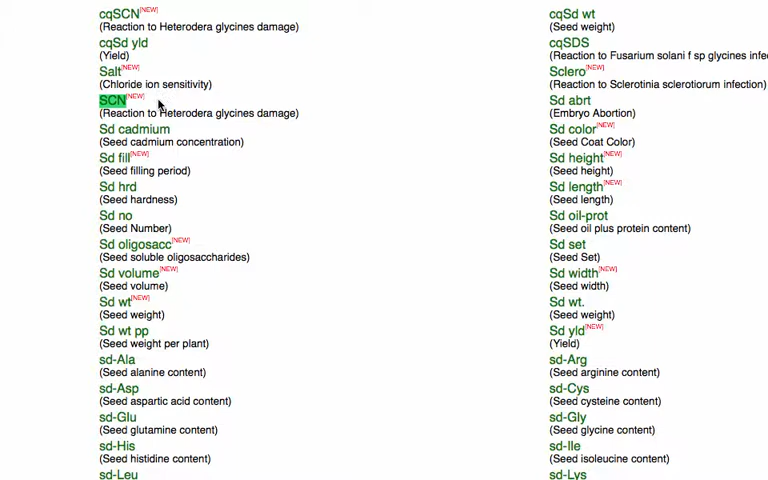 cqSCN[NEW]
(Reaction to Heterodera glycines damage)
cqSd yld
(Yield)
Salt[NEW]
(Chloride ion sensitivity)
SCN[NEW]
(Reaction to Heterodera glycines damage)
Sd cadmium
(Seed cadmium concentration)
Sd fill[NEW]
(Seed filling period)
Sd hrd
(Seed hardness)
Sd no
(Seed Number)
Sd oligosacc[NEW]
(Seed soluble oligosaccharides)
Sd volume[NEW]
(Seed volume)
Sd wt[NEW]
(Seed weight)
Sd wt pp
(Seed weight per plant)
sd-Ala
(Seed alanine content)
sd-Asp
(Seed aspartic acid content)
sd-Glu
(Seed glutamine content)
sd-His
(Seed histidine content)
sd-Leu
cqSd wt
(Seed weight)
cqSDS
(Reaction to Fusarium solani f sp glycines infe
Sclero[NEW]
(Reaction to Sclerotinia sclerotiorum infection)
Sd abrt
(Embryo Abortion)
Sd color[NEW]
(Seed Coat Color)
Sd height[NEW]
(Seed height)
Sd length[NEW]
(Seed length)
Sd oil-prot
(Seed oil plus protein content)
Sd set
(Seed Set)
Sd width[NEW]
(Seed width)
Sd wt.
(Seed weight)
Sd yld[NEW]
(Yield)
sd-Arg
(Seed arginine content)
sd-Cys
(Seed cysteine content)
sd-Gly
(Seed glycine content)
sd-Ile
(Seed isoleucine content)
sd-Lys